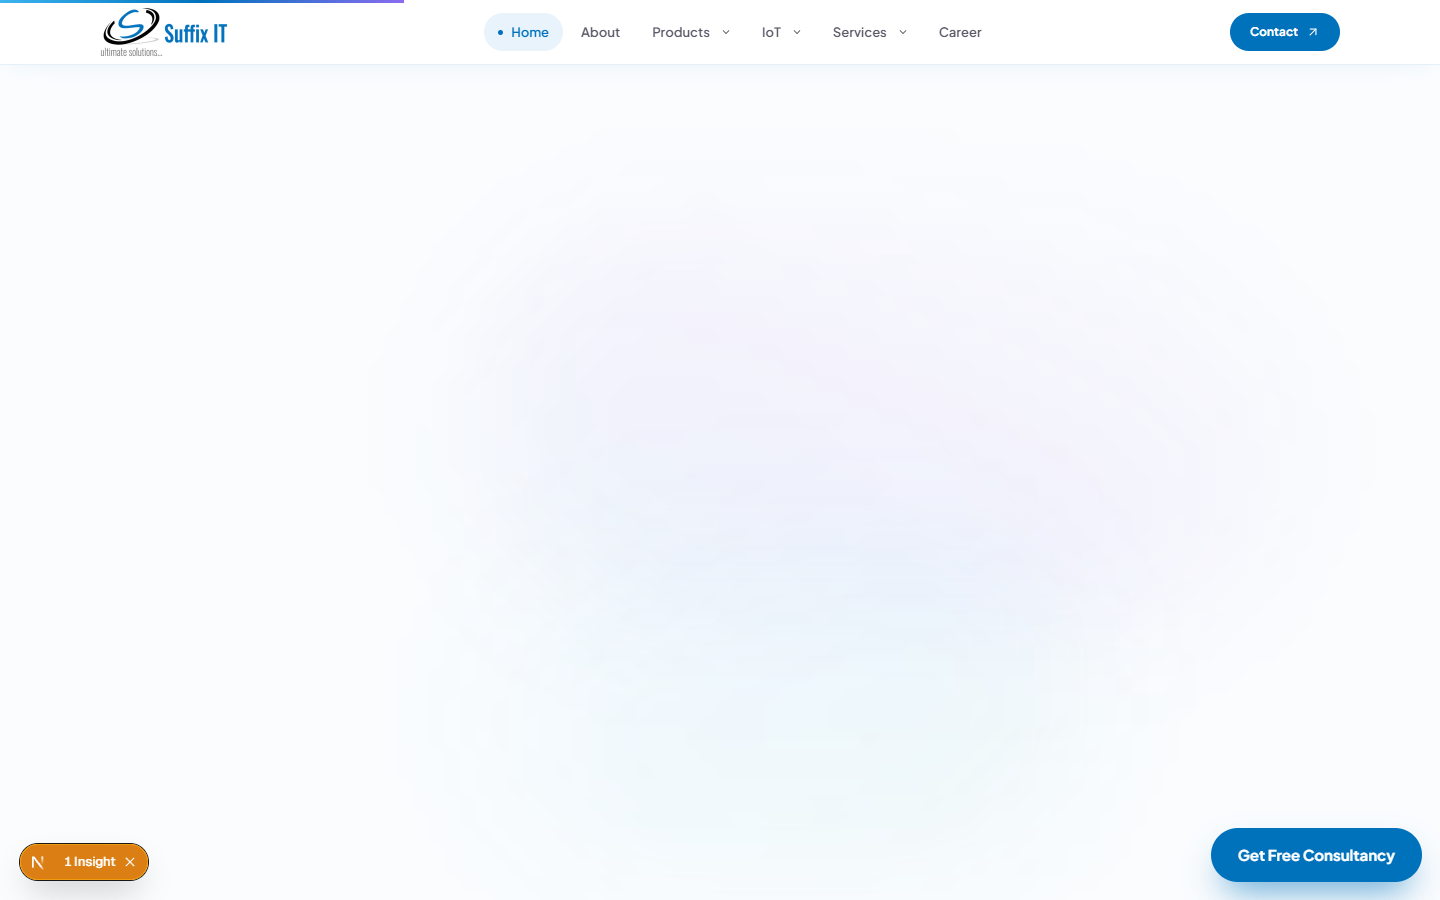 Suffix IT
ultimate solutions...
Home
About
Products
IoT
Services
Career
Contact
1 Insight
Get Free Consultancy